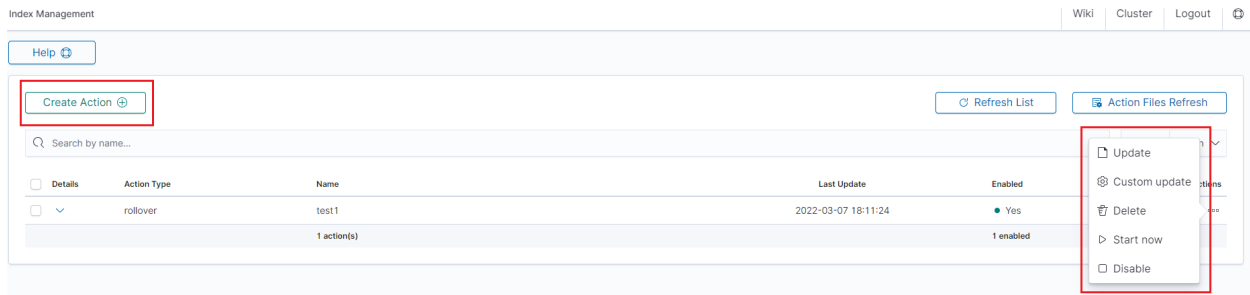 Index Management
Wiki Cluster Logout
Help
Create Action
Refresh List
Action Files Refresh
Search by name...
Update
Custom update
Delete
Start now
Disable
Details Action Type Name Last Update Enabled
rollover test1 2022-03-07 18:11:24 Yes
1 action(s) 1 enabled